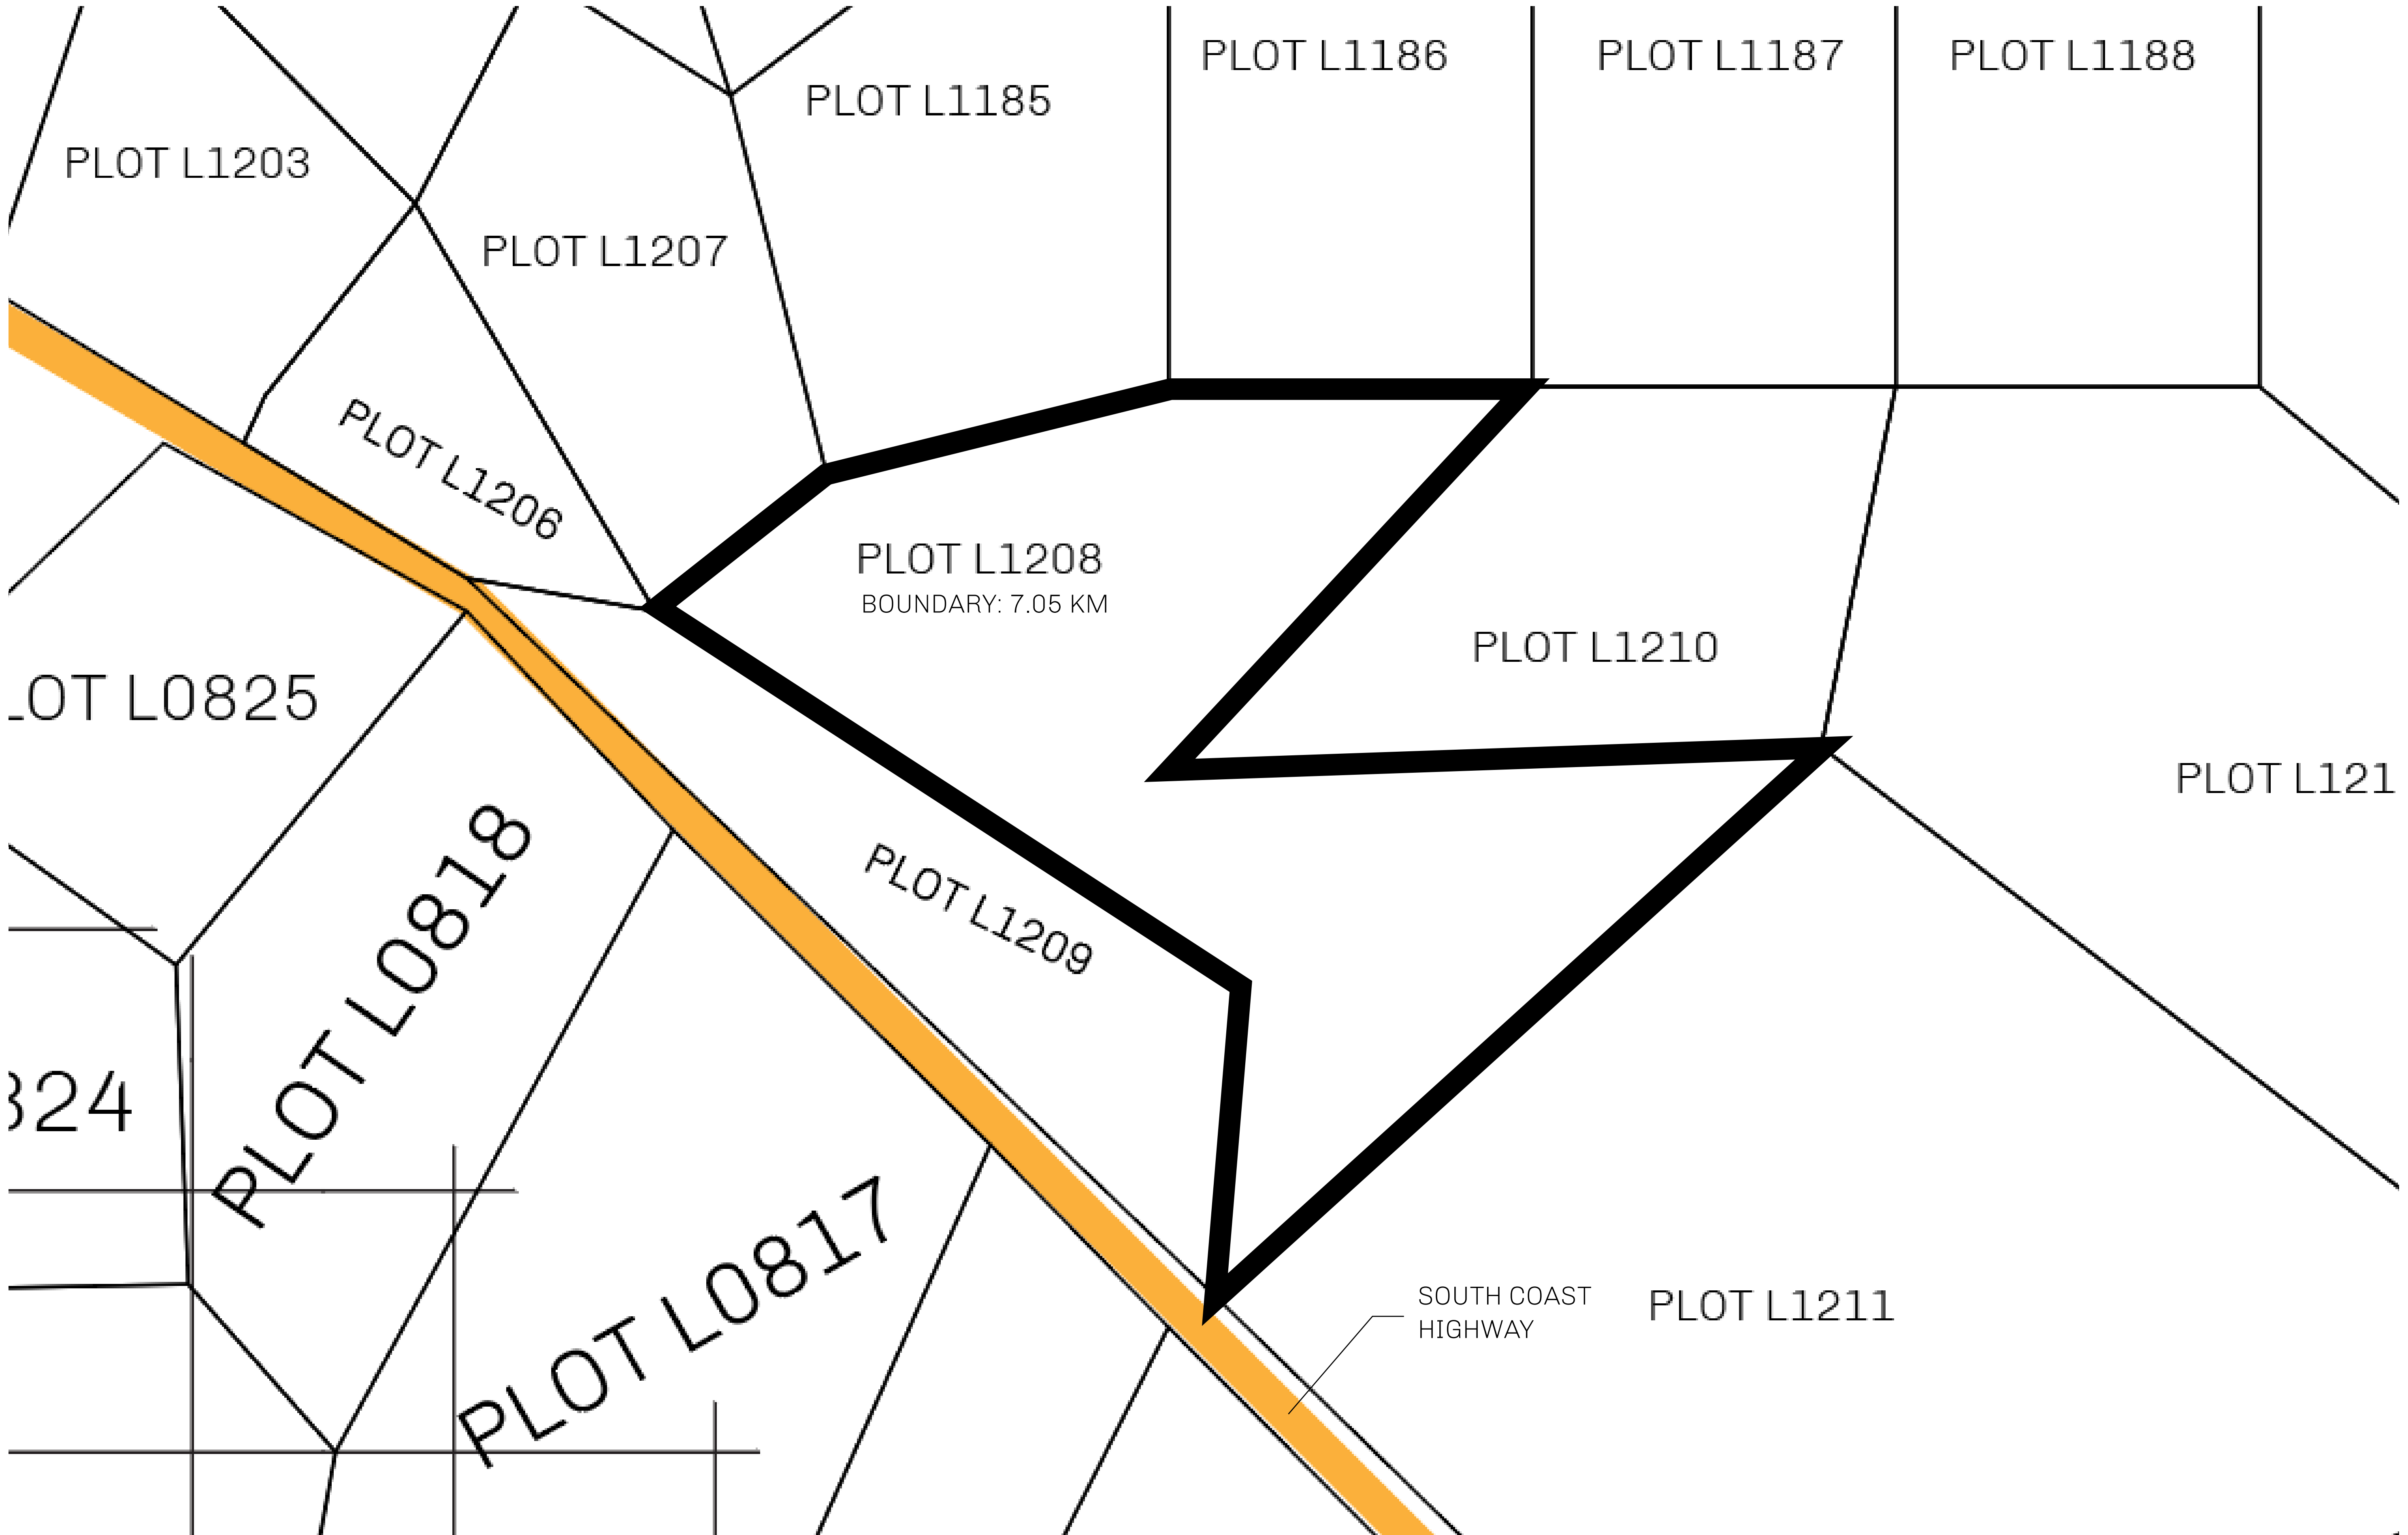 PLOT L1186
PLOT L1187
PLOT L1188
PLOT L1185
PLOT L1203
PLOT L1207
PLOT L1206
PLOT L1208
BOUNDARY: 7.05 KM
PLOT L1210
LOT L0825
PLOT L121
PLOT L0818
PLOT L1209
324
PLOT L0817
SOUTH COAST
HIGHWAY
PLOT L1211